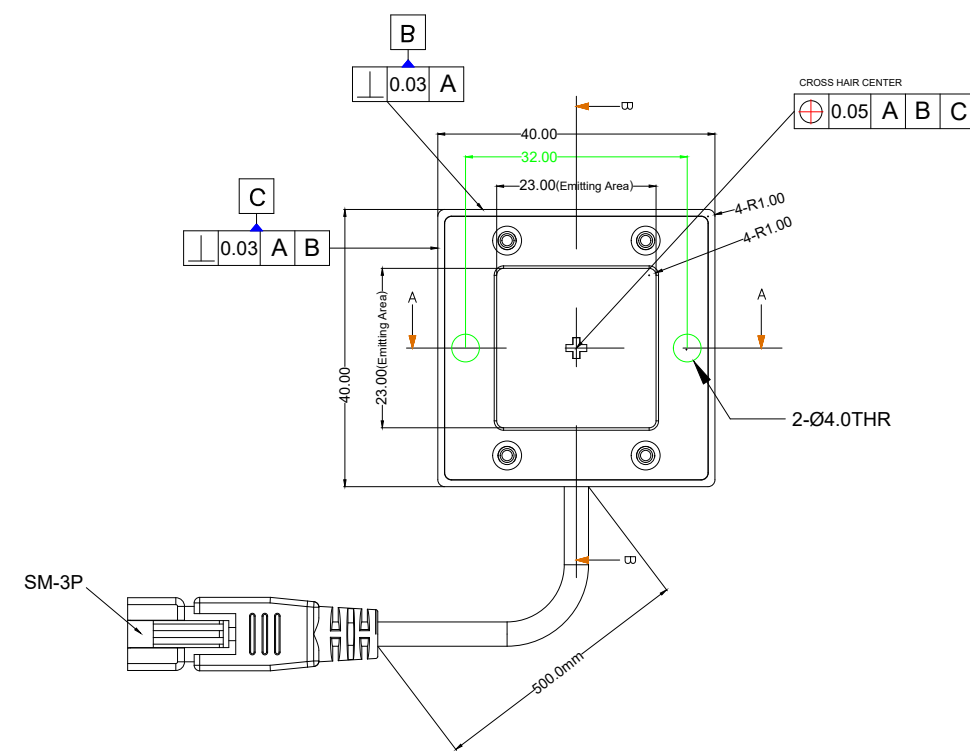 B
⊥ 0.03 A
CROSS HAIR CENTER
⌖ 0.05 A B C
B
40.00
32.00
23.00(Emitting Area)
4-R1.00
4-R1.00
C
⊥ 0.03 A B
A
A
23.00(Emitting Area)
40.00
2-Ø4.0THR
B
SM-3P
500.0mm